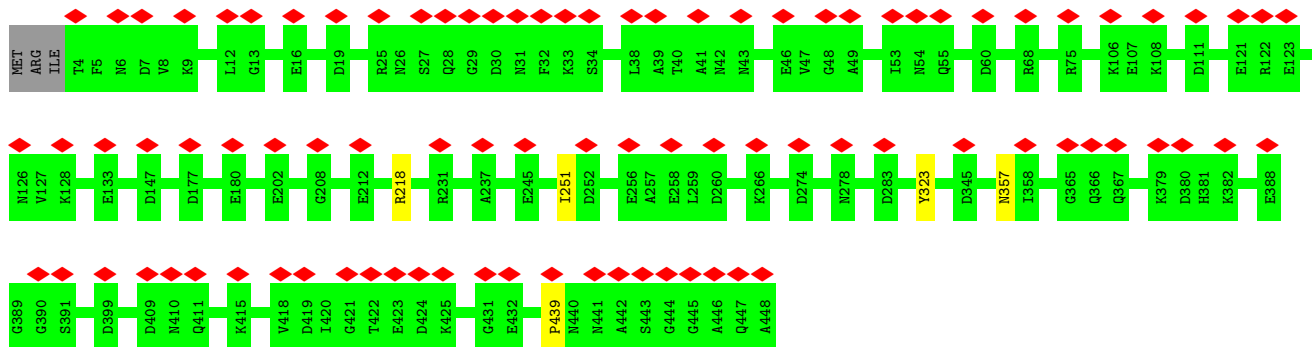 MET ARG ILE T4 F5 N6 D7 V8 K9 L12 G13 E16 D19 R25 N26 S27 Q28 G29 D30 N31 F32 K33 S34 L38 A39 T40 A41 N42 N43 E46 V47 G48 A49 I53 N54 Q55 D60 R68 R75 K106 E107 K108 D111 E121 R122 E123
N126 V127 K128 E133 D147 D177 E180 E202 G208 E212 R218 R231 A237 E245 I251 D252 E256 A257 E258 L259 D260 K266 D274 N278 D283 Y323 D345 N357 I358 G365 Q366 Q367 K379 D380 H381 K382 E388
G389 G390 S391 D399 D409 N410 Q411 K415 V418 D419 I420 G421 T422 E423 D424 K425 G431 E432 P439 N440 N441 A442 S443 G444 G445 A446 Q447 A448